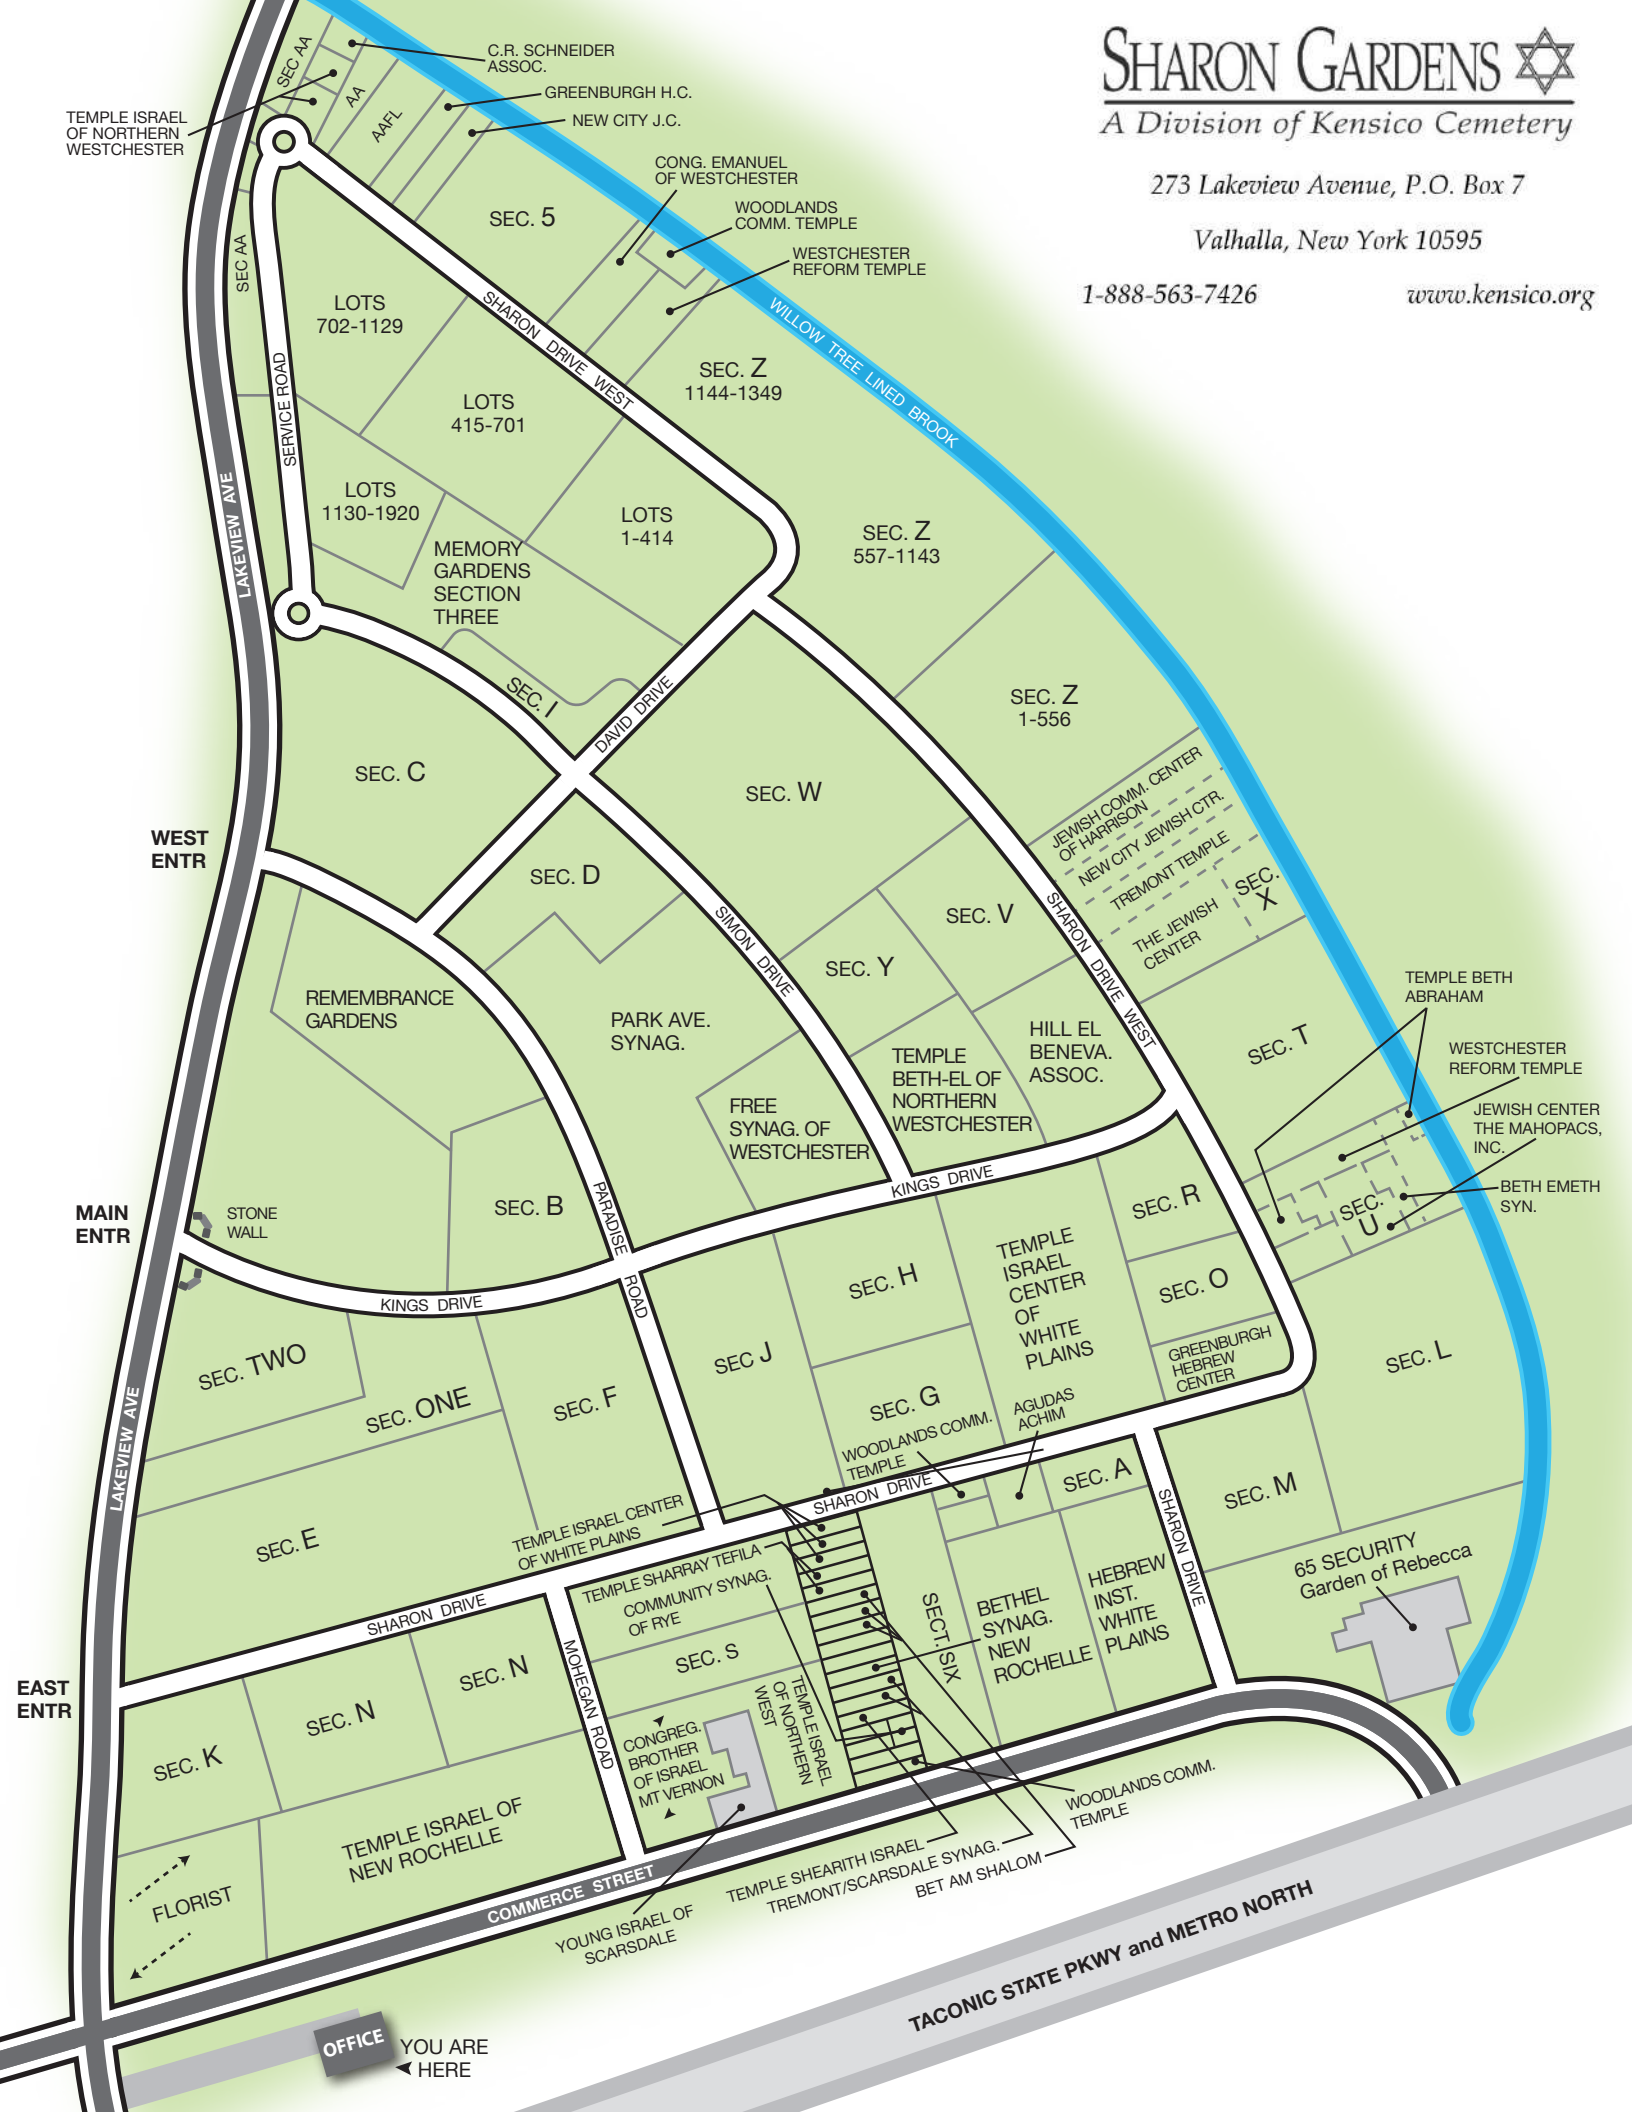 SHARON GARDENS
A Division of Kensico Cemetery
273 Lakeview Avenue, P.O. Box 7
Valhalla, New York 10595
1-888-563-7426 www.kensico.org
SEC AA
C.R. SCHNEIDER
ASSOC.
GREENBURGH H.C.
NEW CITY J.C.
TEMPLE ISRAEL
OF NORTHERN
WESTCHESTER
AA
AAFL
CONG. EMANUEL
OF WESTCHESTER
WOODLANDS
COMM. TEMPLE
WESTCHESTER
REFORM TEMPLE
SEC. 5
SEC AA
LOTS
702-1129
SHARON DRIVE WEST
WILLOW TREE LINED BROOK
SEC. Z
1144-1349
SERVICE ROAD
LOTS
415-701
LAKEVIEW AVE
LOTS
1130-1920
LOTS
1-414
SEC. Z
557-1143
MEMORY
GARDENS
SECTION
THREE
SEC. I
DAVID DRIVE
SEC. Z
1-556
SEC. C
SEC. W
JEWISH COMM. CENTER
OF HARRISON
NEW CITY JEWISH CTR.
TREMONT TEMPLE
THE JEWISH
CENTER
SEC.
X
WEST
ENTR
SEC. D
SIMON DRIVE
SEC. V
SEC. Y
SHARON DRIVE WEST
REMEMBRANCE
GARDENS
PARK AVE.
SYNAG.
HILL EL
BENEVA.
ASSOC.
TEMPLE
BETH-EL OF
NORTHERN
WESTCHESTER
SEC. T
TEMPLE BETH
ABRAHAM
WESTCHESTER
REFORM TEMPLE
JEWISH CENTER
THE MAHOPACS,
INC.
BETH EMETH
SYN.
FREE
SYNAG. OF
WESTCHESTER
KINGS DRIVE
SEC. R
SEC.
U
MAIN
ENTR
STONE
WALL
SEC. B
PARADISE ROAD
KINGS DRIVE
SEC. H
TEMPLE
ISRAEL
CENTER
OF
WHITE
PLAINS
SEC. O
GREENBURGH
HEBREW
CENTER
SEC. L
SEC. TWO
SEC J
SEC. ONE
SEC. F
SEC. G
LAKEVIEW AVE
WOODLANDS COMM.
TEMPLE
AGUDAS
ACHIM
SEC. A
SEC. M
SHARON DRIVE
SHARON DRIVE
SEC. E
TEMPLE ISRAEL CENTER
OF WHITE PLAINS
TEMPLE SHARRAY TEFILA
COMMUNITY SYNAG.
OF RYE
SECT. SIX
BETHEL
SYNAG.
NEW
ROCHELLE
HEBREW
INST.
WHITE
PLAINS
65 SECURITY
Garden of Rebecca
SHARON DRIVE
MOHEGAN ROAD
EAST
ENTR
SEC. K
SEC. N
SEC. N
SEC. S
TEMPLE ISRAEL
OF NORTHERN
WEST
CONGREG.
BROTHER
OF ISRAEL
MT VERNON
WOODLANDS COMM.
TEMPLE
TEMPLE ISRAEL OF
NEW ROCHELLE
FLORIST
COMMERCE STREET
TEMPLE SHEARITH ISRAEL
TREMONT/SCARSDALE SYNAG.
BET AM SHALOM
YOUNG ISRAEL OF
SCARSDALE
TACONIC STATE PKWY and METRO NORTH
OFFICE
YOU ARE
HERE